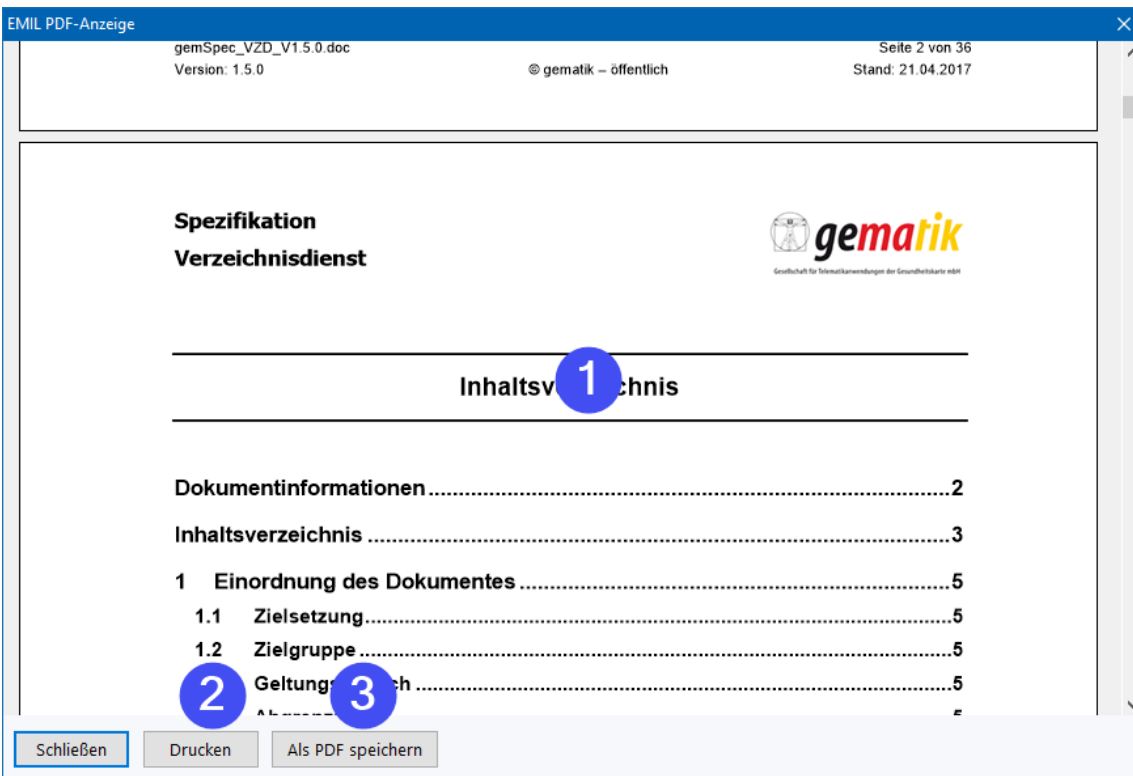 EMIL PDF-Anzeige
gemSpec_VZD_V1.5.0.doc Seite 2 von 36
Version: 1.5.0 © gematik – öffentlich Stand: 21.04.2017
Spezifikation
Verzeichnisdienst
gematik
Gesellschaft für Telematikanwendungen der Gesundheitskarte mbH
1
Dokumentinformationen 2
Inhaltsverzeichnis 3
1 Einordnung des Dokumentes 5
1.1 Zielsetzung 5
1.2 Zielgruppe 5
2 3 5
Schließen Drucken Als PDF speichern